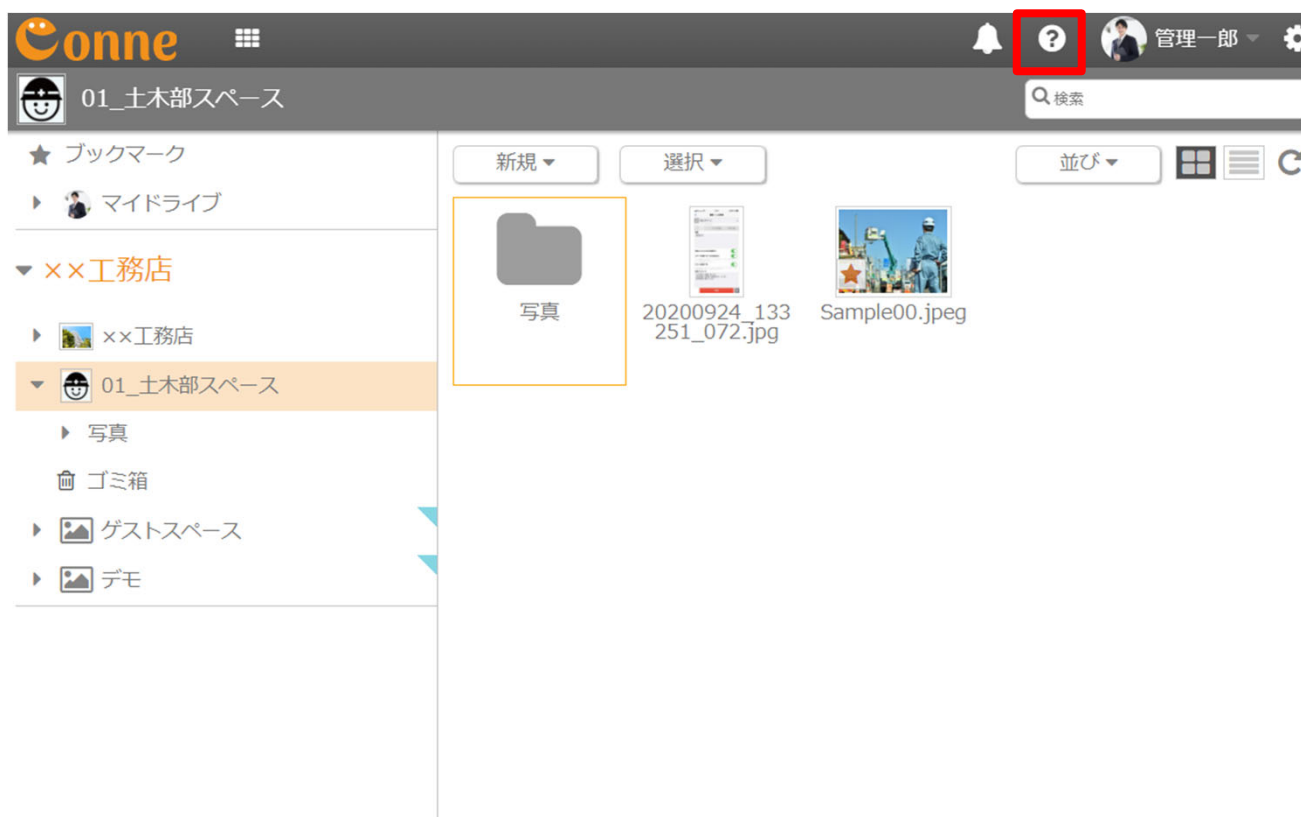 Conne
管理一郎
01_土木部スペース
検索
ブックマーク
マイドライブ
××工務店
××工務店
01_土木部スペース
写真
ゴミ箱
ゲストスペース
デモ
新規
選択
並び
写真
20200924_133
251_072.jpg
Sample00.jpeg